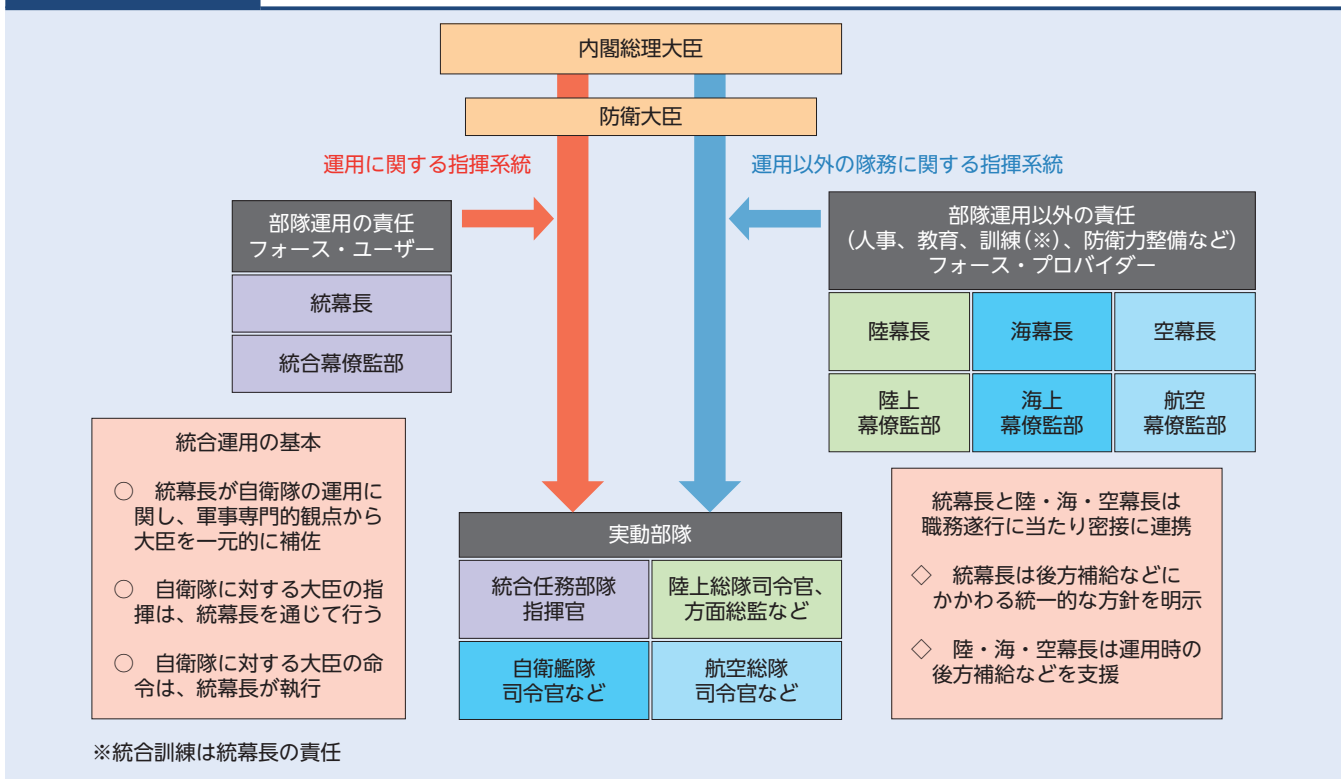 内閣総理大臣
防衛大臣
運用に関する指揮系統
運用以外の隊務に関する指揮系統
部隊運用の責任
フォース・ユーザー
統幕長
統合幕僚監部
部隊運用以外の責任
(人事、教育、訓練(※)、防衛力整備など)
フォース・プロバイダー
陸幕長
海幕長
空幕長
陸上
幕僚監部
海上
幕僚監部
航空
幕僚監部
統合運用の基本
○ 統幕長が自衛隊の運用に
関し、軍事専門的観点から
大臣を一元的に補佐
○ 自衛隊に対する大臣の指
揮は、統幕長を通じて行う
○ 自衛隊に対する大臣の命
令は、統幕長が執行
実動部隊
統合任務部隊
指揮官
陸上総隊司令官、
方面総監など
自衛艦隊
司令官など
航空総隊
司令官など
統幕長と陸・海・空幕長は
職務遂行に当たり密接に連携
◇ 統幕長は後方補給などに
かかわる統一的な方針を明示
◇ 陸・海・空幕長は運用時の
後方補給などを支援
※統合訓練は統幕長の責任